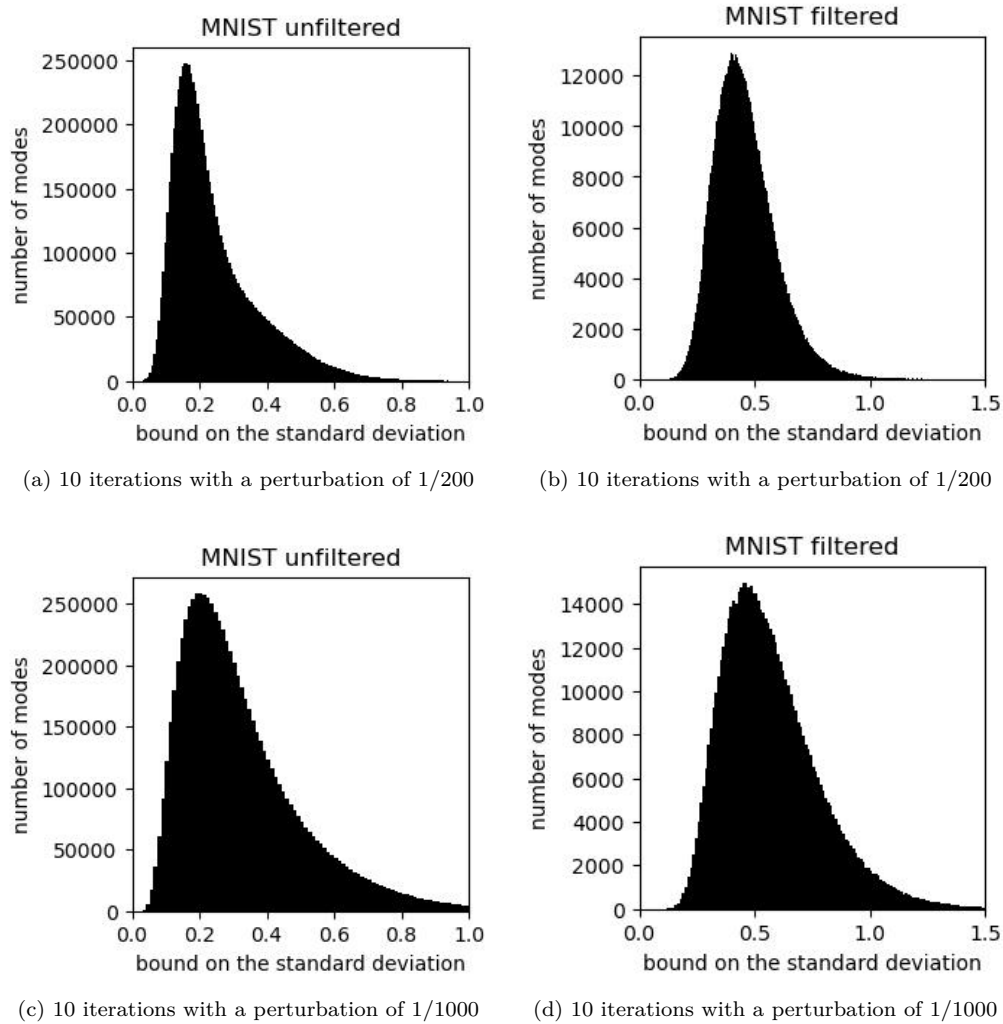 MNIST unfiltered
number of modes
250000
200000
150000
100000
50000
0
0.0 0.2 0.4 0.6 0.8 1.0
bound on the standard deviation
(a) 10 iterations with a perturbation of 1/200
MNIST filtered
number of modes
12000
10000
8000
6000
4000
2000
0
0.0 0.5 1.0 1.5
bound on the standard deviation
(b) 10 iterations with a perturbation of 1/200
MNIST unfiltered
number of modes
250000
200000
150000
100000
50000
0
0.0 0.2 0.4 0.6 0.8 1.0
bound on the standard deviation
(c) 10 iterations with a perturbation of 1/1000
MNIST filtered
number of modes
14000
12000
10000
8000
6000
4000
2000
0
0.0 0.5 1.0 1.5
bound on the standard deviation
(d) 10 iterations with a perturbation of 1/1000